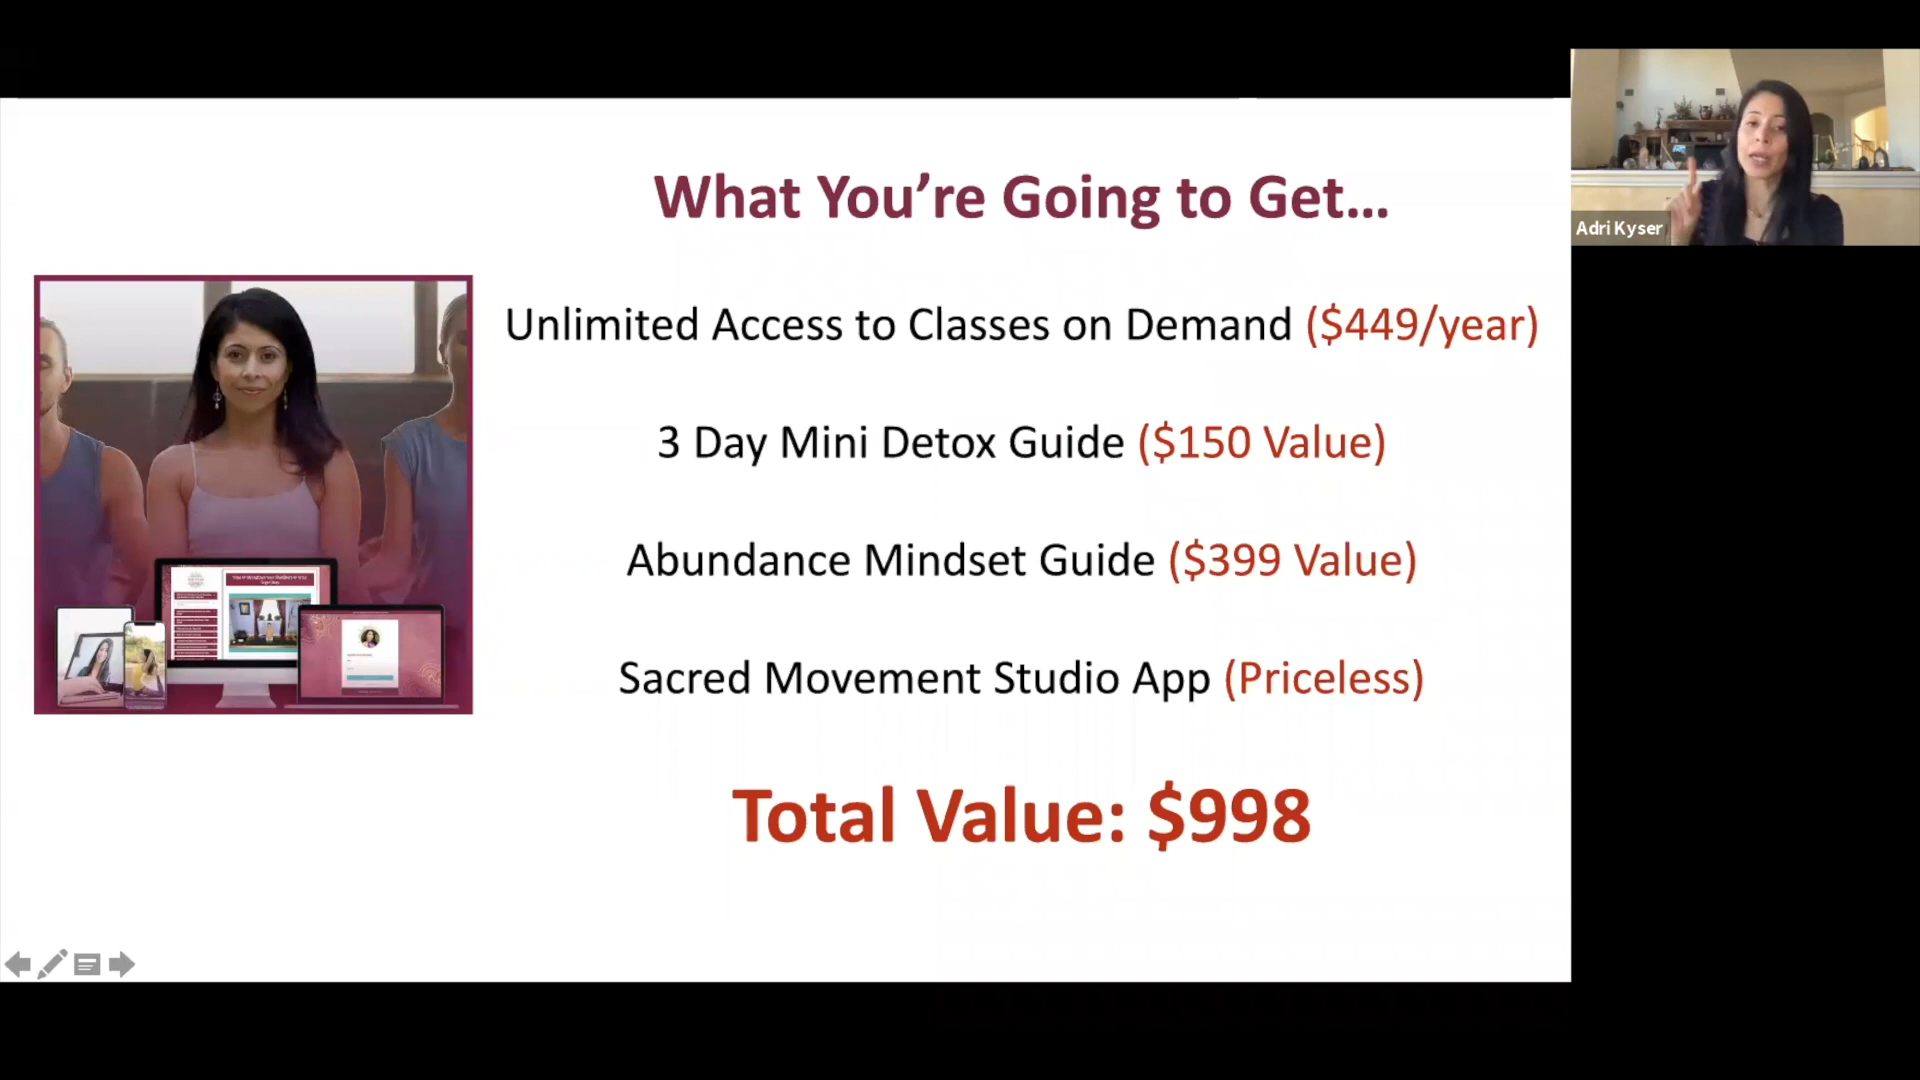 What You’re Going to Get...
Unlimited Access to Classes on Demand ($449/year)
3 Day Mini Detox Guide ($150 Value)
Abundance Mindset Guide ($399 Value)
Sacred Movement Studio App (Priceless)
Total Value: $998
Adri Kyser